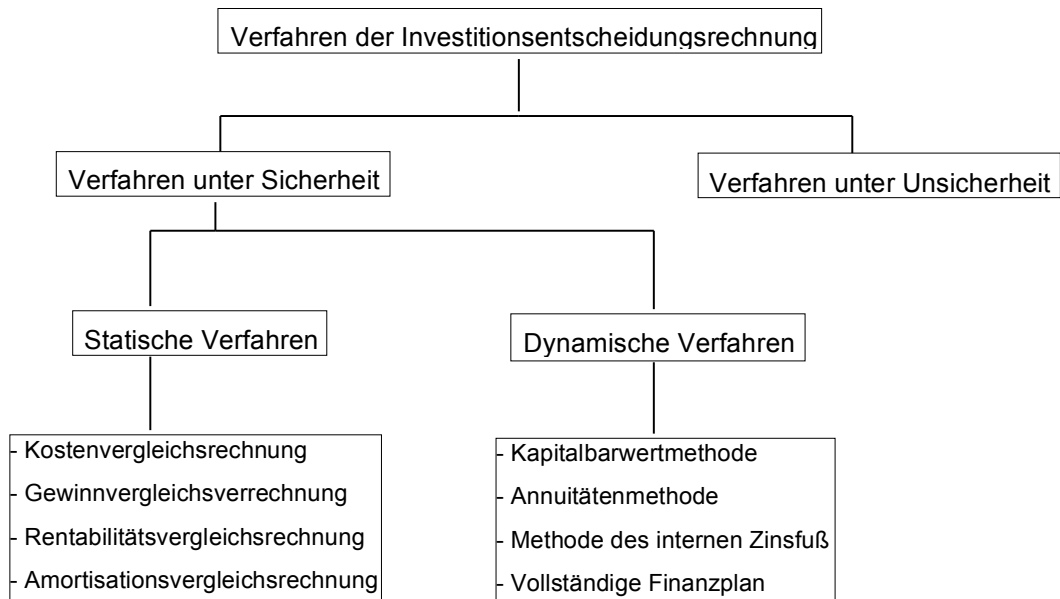 Verfahren der Investitionsentscheidungsrechnung
Verfahren unter Sicherheit
Verfahren unter Unsicherheit
Statische Verfahren
Dynamische Verfahren
- Kostenvergleichsrechnung
- Gewinnvergleichsverrechnung
- Rentabilitätsvergleichsrechnung
- Amortisationsvergleichsrechnung
- Kapitalbarwertmethode
- Annuitätenmethode
- Methode des internen Zinsfuß
- Vollständige Finanzplan